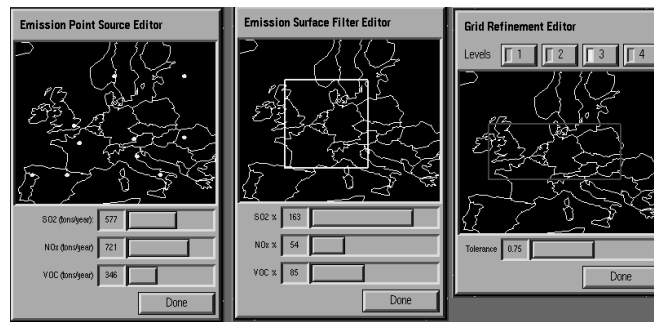 Emission Point Source Editor
SO2 (tons/year): 577
NOx (tons/year) 721
VOC (tons/year) 346
Done
Emission Surface Filter Editor
SO2 % 163
NOx % 54
VOC % 85
Done
Grid Refinement Editor
Levels 1 2 3 4
Tolerance 0.75
Done